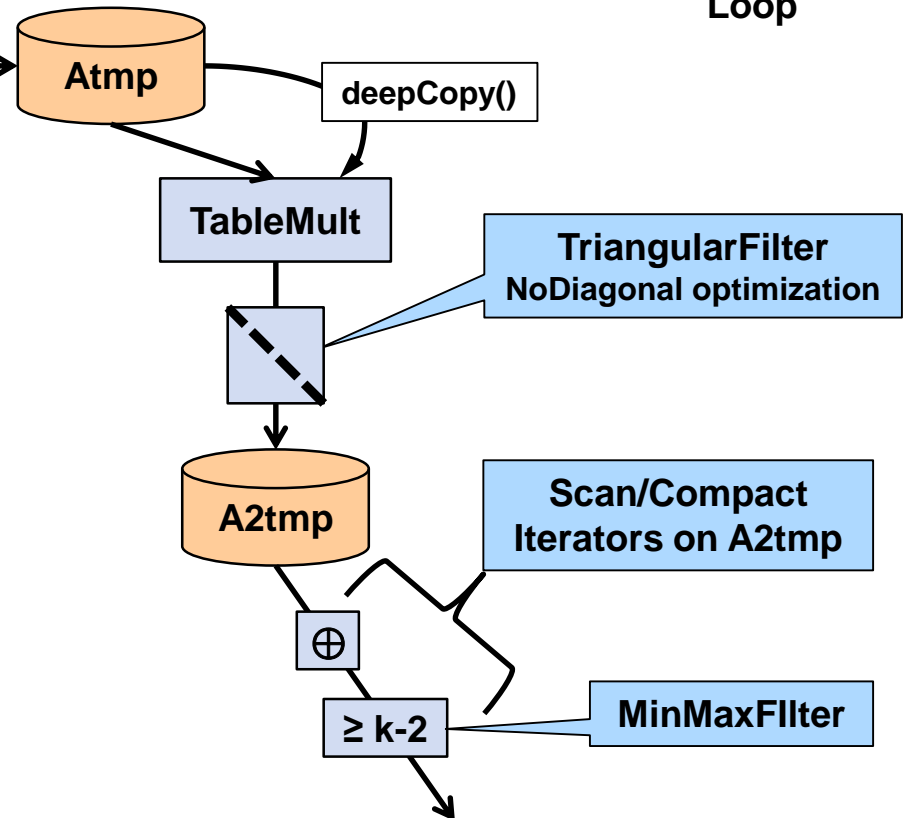 Loop
Atmp
deepCopy()
TableMult
TriangularFilter
NoDiagonal optimization
A2tmp
Scan/Compact
Iterators on A2tmp
⊕
≥ k-2
MinMaxFIlter